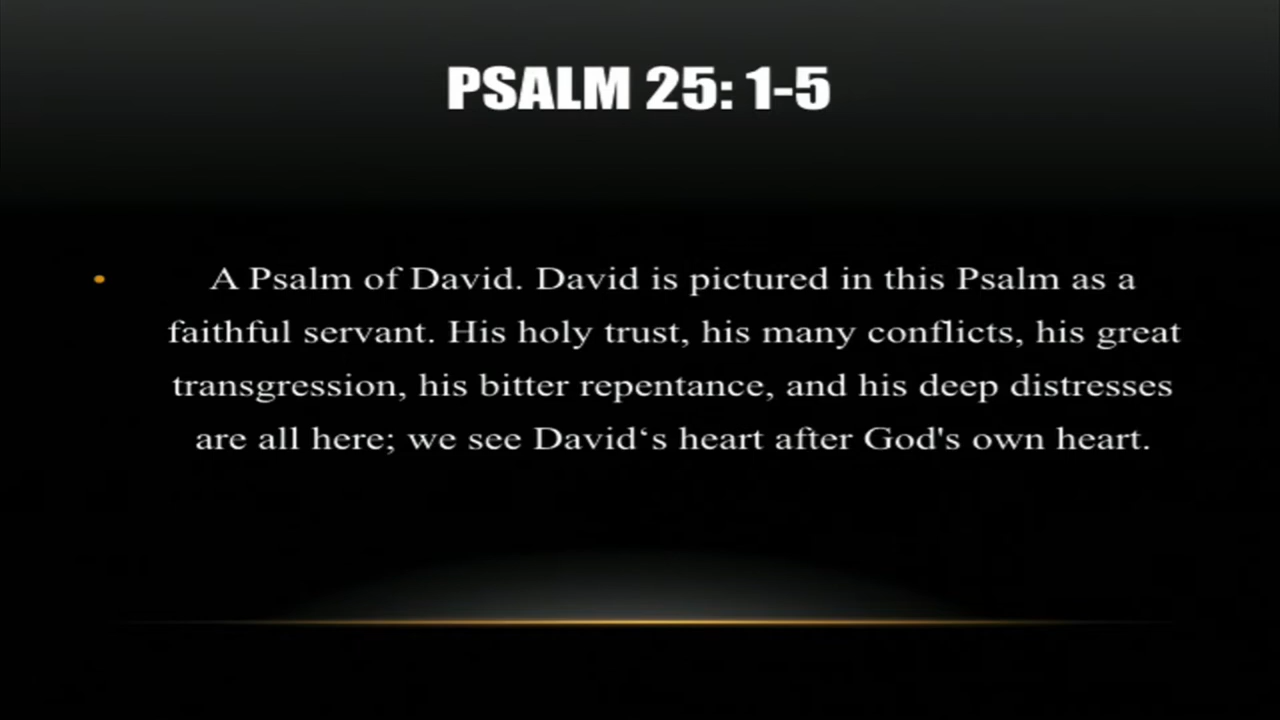 PSALM 25: 1-5
• A Psalm of David. David is pictured in this Psalm as a
faithful servant. His holy trust, his many conflicts, his great
transgression, his bitter repentance, and his deep distresses
are all here; we see David‘s heart after God's own heart.